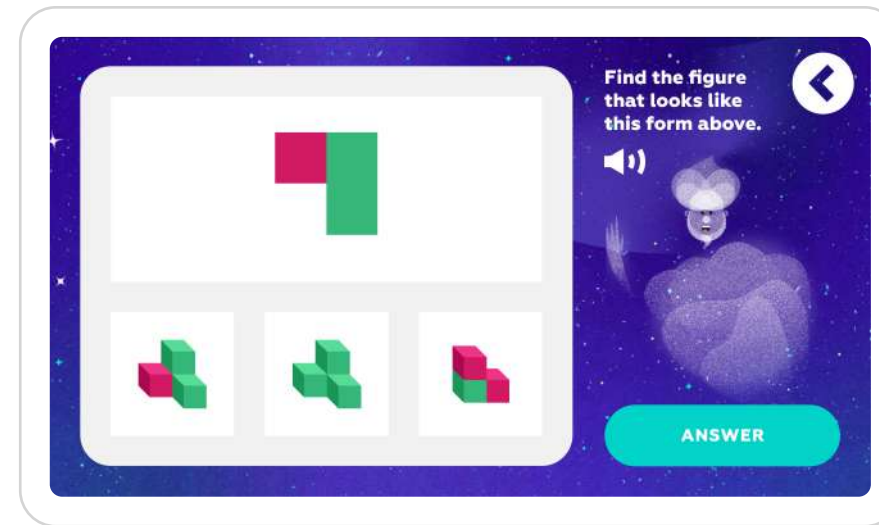 Find the figure
that looks like
this form above.
ANSWER